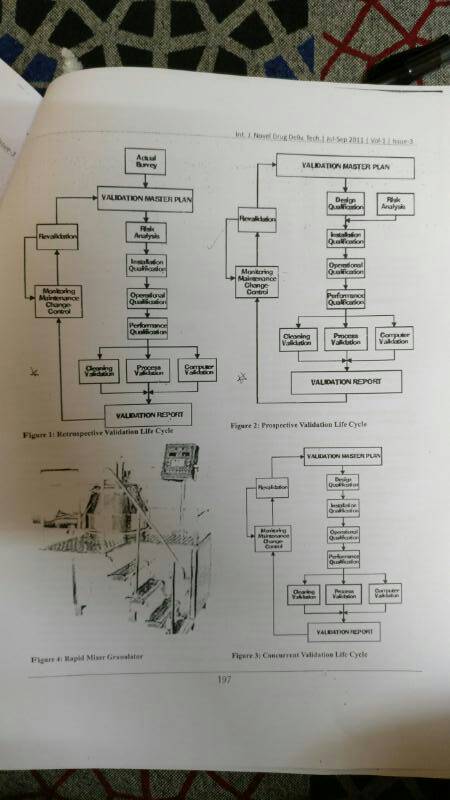 Int. J. Novel Drug Deliv. Tech.| Jul-Sep 2011 | Vol-1 | Issue-3
Actual
Survey
VALIDATION MASTER PLAN
Risk
Analysis
Revalidation
Installation
Qualification
Monitoring
Maintenance
Change
Control
Operational
Qualification
Performance
Qualification
Cleaning
Validation
Process
Validation
Computer
Validation
VALIDATION REPORT
Figure 1: Retrospective Validation Life Cycle
VALIDATION MASTER PLAN
Design
Qualification
Risk
Analysis
Revalidation
Installation
Qualification
Operational
Qualification
Monitoring
Maintenance
Change-
Control
Performance
Qualification
Cleaning
Validation
Process
Validation
Computer
Validation
VALIDATION REPORT
Figure 2: Prospective Validation Life Cycle
Figure 4: Rapid Mixer Granulator
VALIDATION MASTER PLAN
Design
Qualification
Revalidation
Installation
Qualification
Monitoring
Maintenance
Change-
Control
Operational
Qualification
Performance
Qualification
Cleaning
Validation
Process
Validation
Computer
Validation
VALIDATION REPORT
Figure 3: Concurrent Validation Life Cycle
197